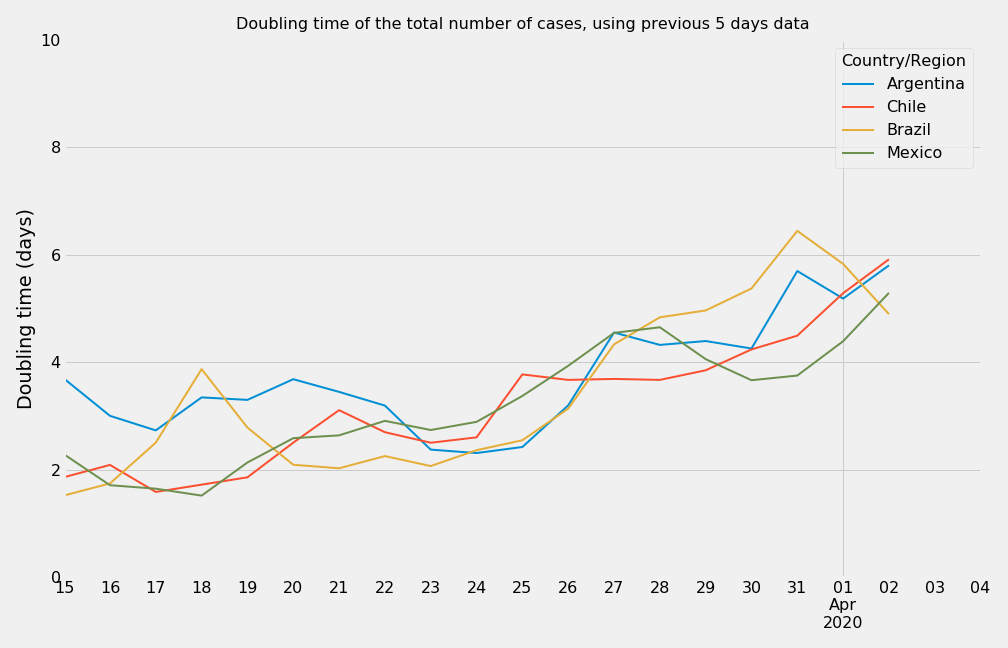 Doubling time of the total number of cases, using previous 5 days data
10
8
6
4
2
0
Doubling time (days)
Country/Region
Argentina
Chile
Brazil
Mexico
15 16 17 18 19 20 21 22 23 24 25 26 27 28 29 30 31 01 02 03 04
Apr
2020